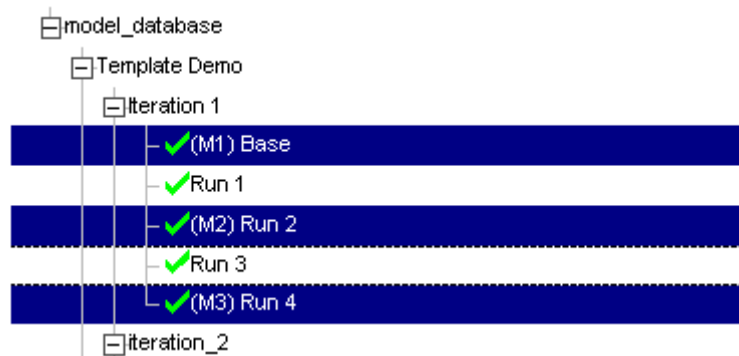 model_database
Template Demo
Iteration 1
(M1) Base
Run 1
(M2) Run 2
Run 3
(M3) Run 4
iteration_2